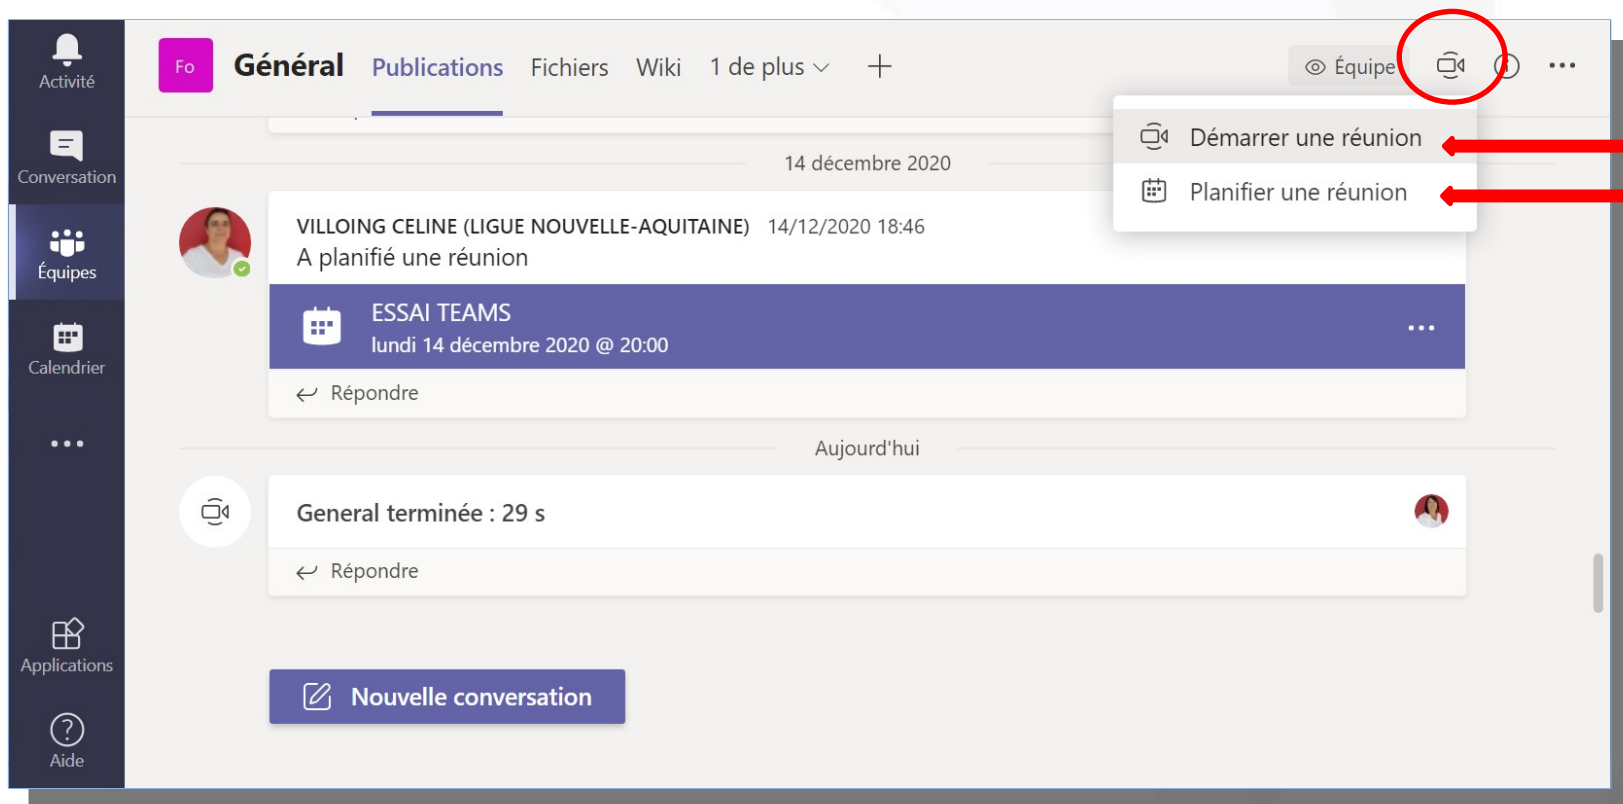 Activité
Conversation
Équipes
Calendrier
Applications
Aide
Fo Général Publications Fichiers Wiki 1 de plus Équipe
Démarrer une réunion
Planifier une réunion
14 décembre 2020
VILLOING CELINE (LIGUE NOUVELLE-AQUITAINE) 14/12/2020 18:46
A planifié une réunion
ESSAI TEAMS
lundi 14 décembre 2020 @ 20:00
Répondre
Aujourd'hui
General terminée : 29 s
Répondre
Nouvelle conversation